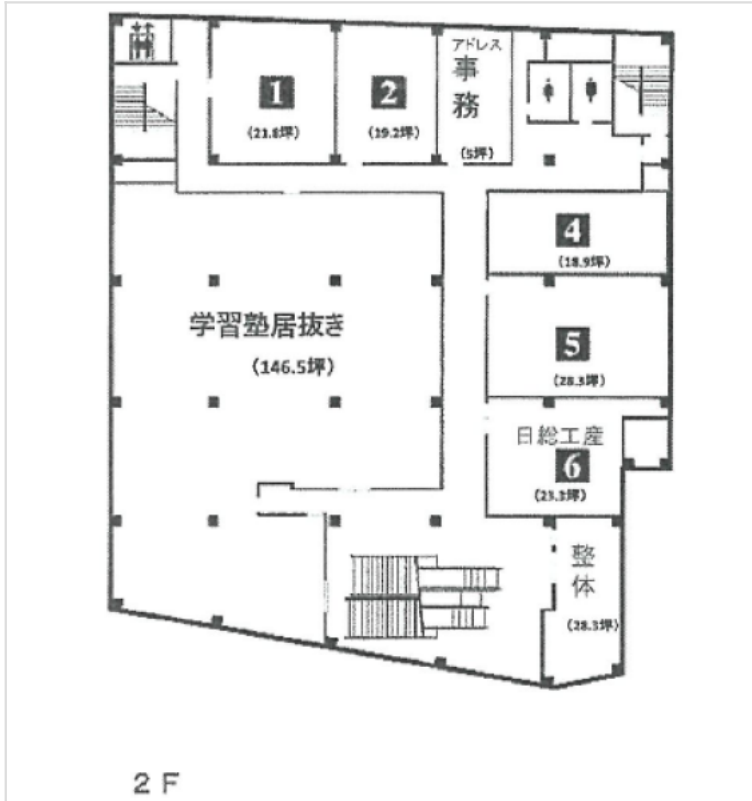 アドレス
事
務
(5坪)
1
(21.8坪)
2
(19.2坪)
4
(18.9坪)
学習塾居抜き
(146.5坪)
5
(28.3坪)
日総工産
6
(23.3坪)
整
体
(28.3坪)
2F